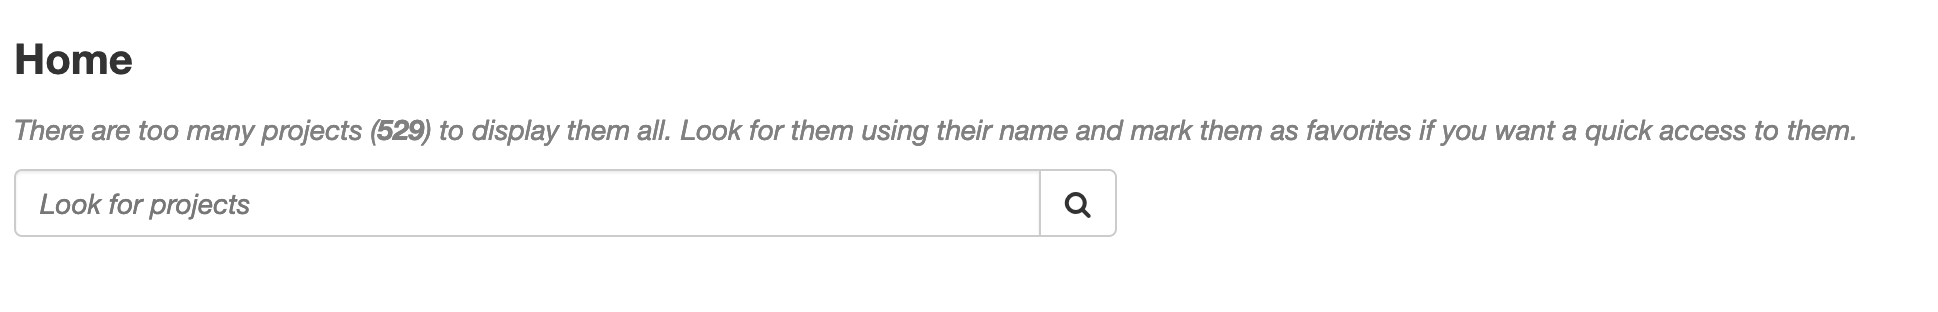 Home
There are too many projects (529) to display them all. Look for them using their name and mark them as favorites if you want a quick access to them.
Look for projects